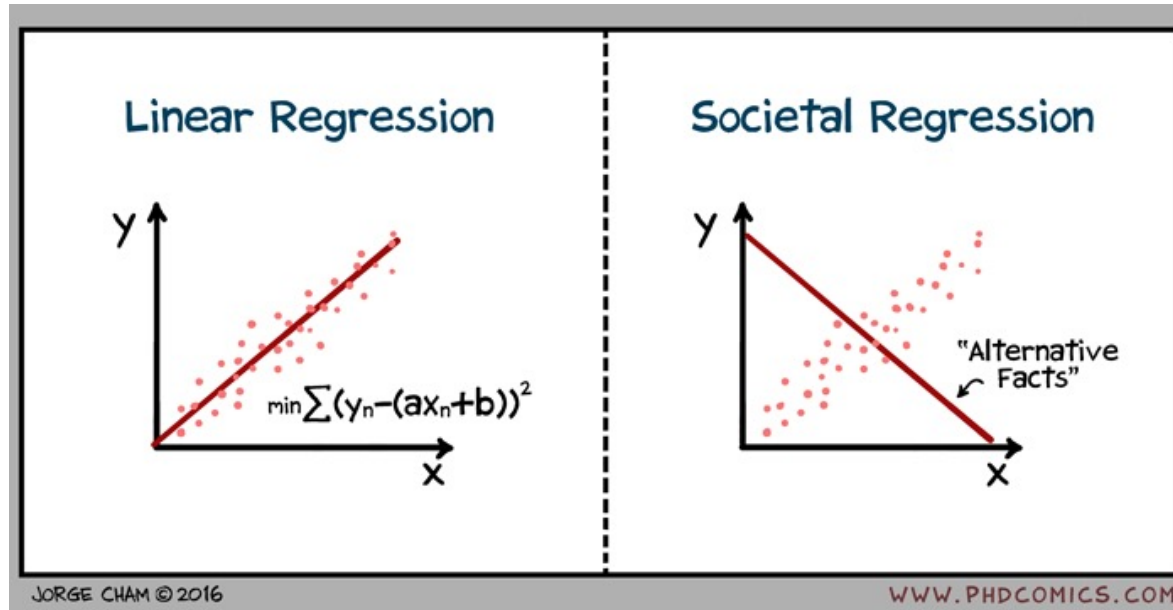 Linear Regression
y
min∑(yₙ-(axₙ+b))²
x
Societal Regression
y
"Alternative
Facts"
x
JORGE CHAM © 2016
WWW.PHDCOMICS.COM